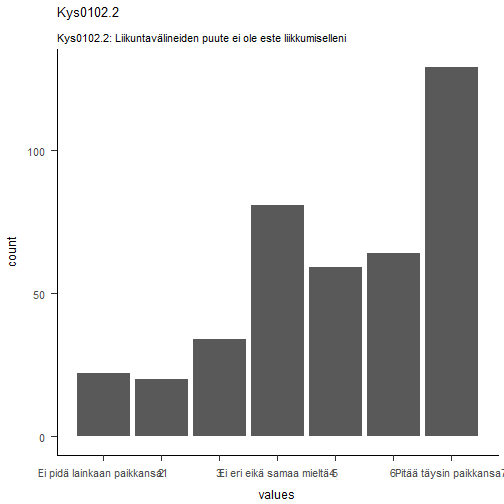 Kys0102.2
Kys0102.2: Liikuntavälineiden puute ei ole este liikkumiselleni
100
50
0
count
Ei pidä lainkaan paikkansa1
2
3
Ei eri eikä samaa mieltä4
5
6
Pitää täysin paikkansa7
values